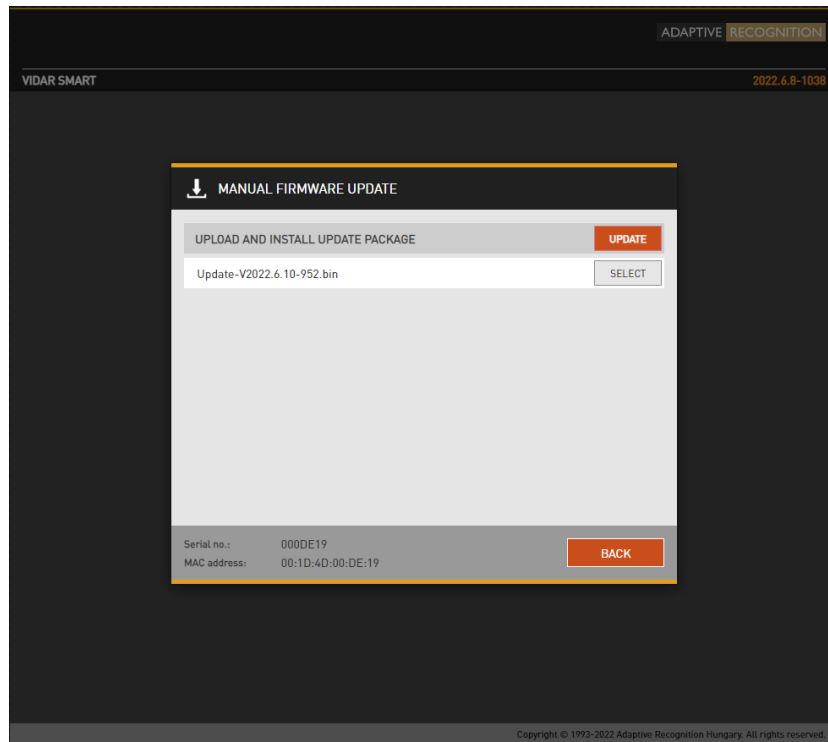 ADAPTIVE RECOGNITION
VIDAR SMART 2022.6.8-1038
MANUAL FIRMWARE UPDATE
UPLOAD AND INSTALL UPDATE PACKAGE UPDATE
Update-V2022.6.10-952.bin SELECT
Serial no.: 000DE19
MAC address: 00:1D:4D:00:DE:19
BACK
Copyright © 1993-2022 Adaptive Recognition Hungary. All rights reserved.